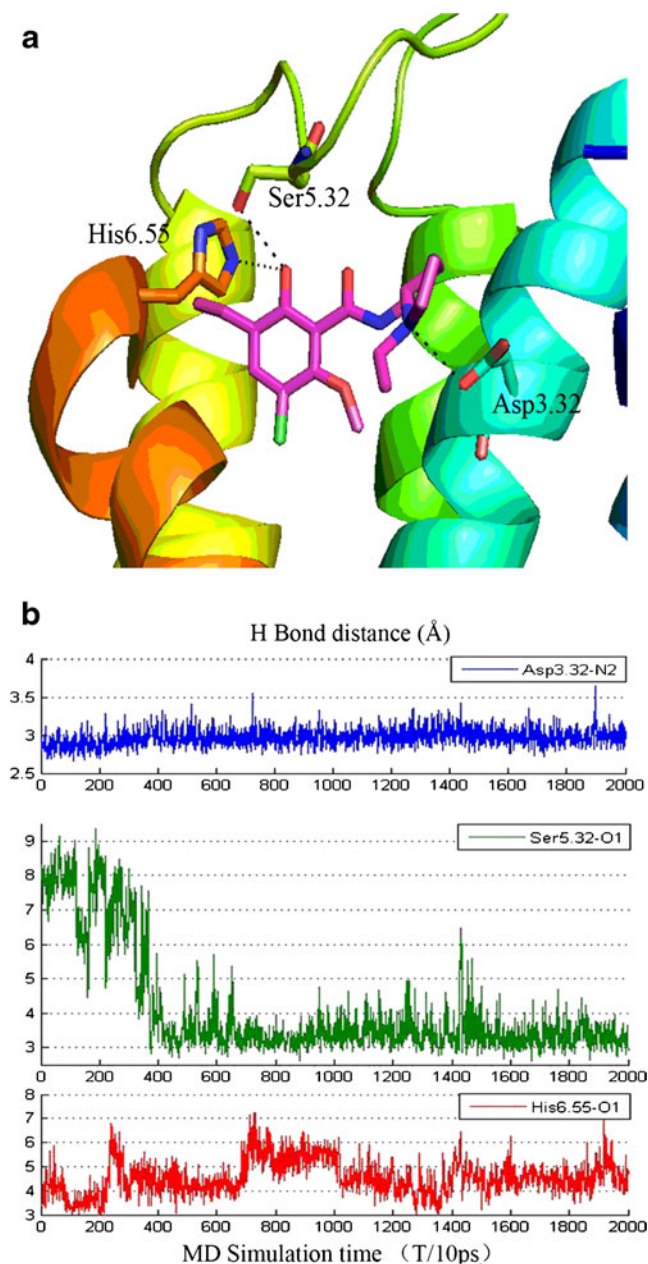 a
Ser5.32
His6.55
Asp3.32
b
H Bond distance (Å)
4
3.5
3
2.5
Asp3.32-N2
0 200 400 600 800 1000 1200 1400 1600 1800 2000
9
8
7
6
5
4
3
Ser5.32-O1
0 200 400 600 800 1000 1200 1400 1600 1800 2000
8
7
6
5
4
3
His6.55-O1
0 200 400 600 800 1000 1200 1400 1600 1800 2000
MD Simulation time （T/10ps）